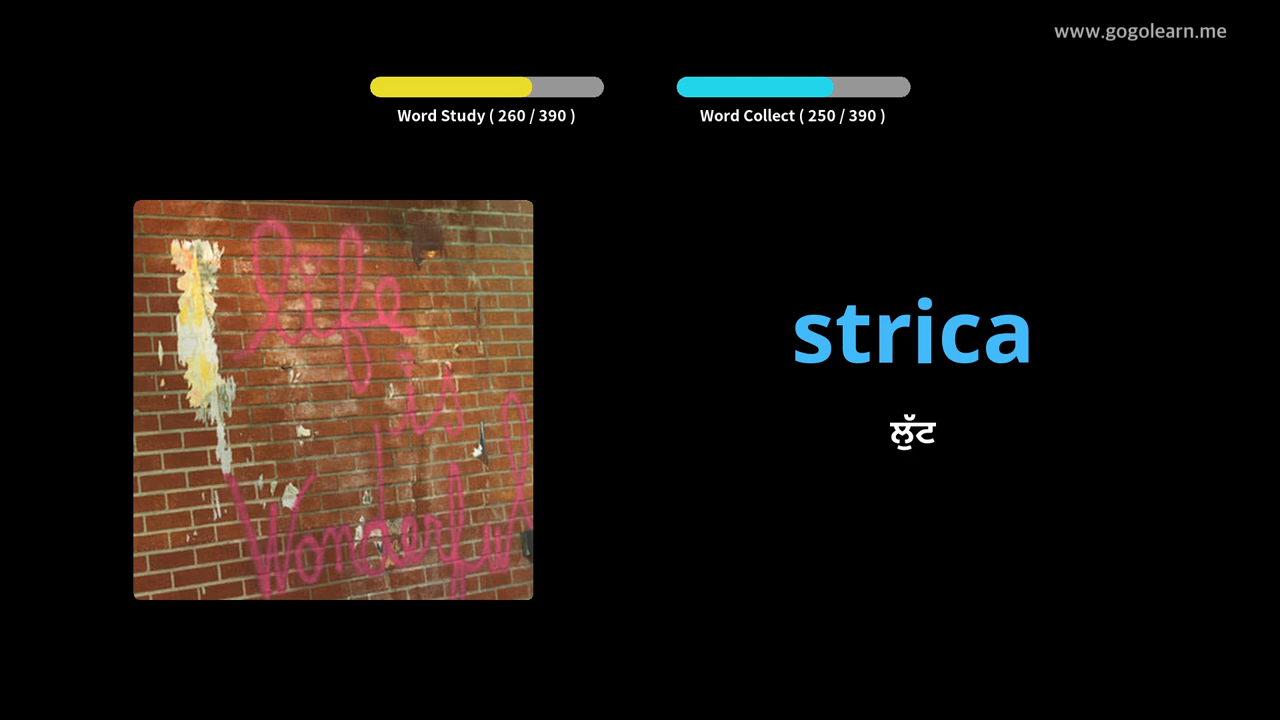 www.gogolearn.me
Word Study ( 260 / 390 )
Word Collect ( 250 / 390 )
life
is
Wonderful
strica
ਲੁੱਟ